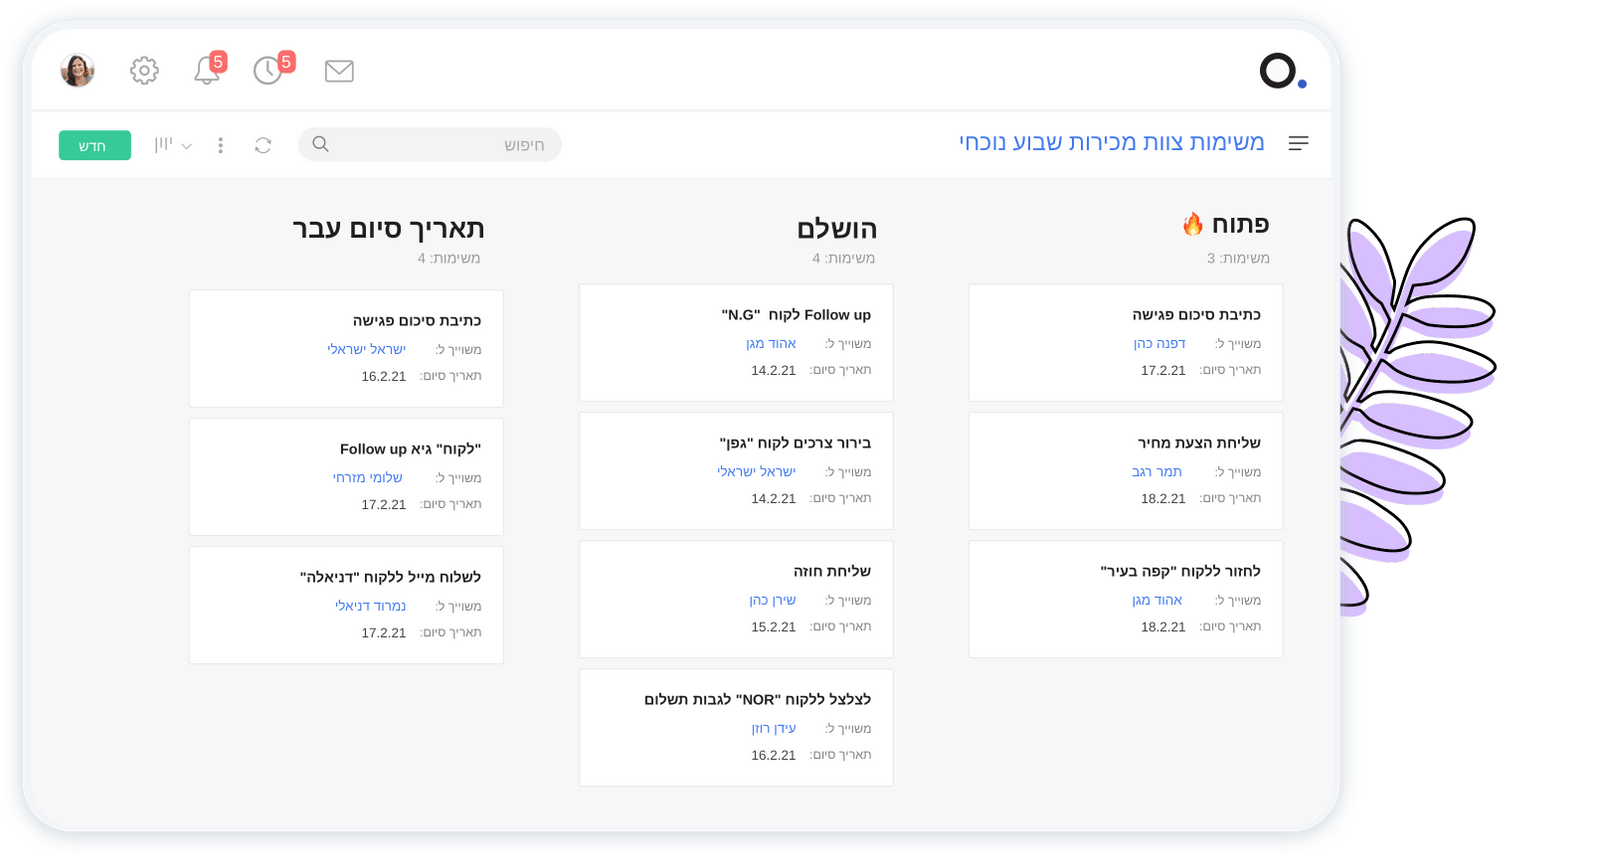 5
5
משימות צוות מכירות שבוע נוכחי
חיפוש
חדש
פתוח
משימות: 3
כתיבת סיכום פגישה
משוייך ל: דפנה כהן
תאריך סיום: 17.2.21
שליחת הצעת מחיר
משוייך ל: תמר רגב
תאריך סיום: 18.2.21
לחזור ללקוח "קפה בעיר"
משוייך ל: אהוד מגן
תאריך סיום: 18.2.21
הושלם
משימות: 4
Follow up לקוח "N.G"
משוייך ל: אהוד מגן
תאריך סיום: 14.2.21
בירור צרכים לקוח "גפן"
משוייך ל: ישראל ישראלי
תאריך סיום: 14.2.21
שליחת חוזה
משוייך ל: שירן כהן
תאריך סיום: 15.2.21
לצלצל ללקוח "NOR" לגבות תשלום
משוייך ל: עידן רוזן
תאריך סיום: 16.2.21
תאריך סיום עבר
משימות: 4
כתיבת סיכום פגישה
משוייך ל: ישראל ישראלי
תאריך סיום: 16.2.21
"לקוח" גיא Follow up
משוייך ל: שלומי מזרחי
תאריך סיום: 17.2.21
לשלוח מייל ללקוח "דניאלה"
משוייך ל: נמרוד דניאלי
תאריך סיום: 17.2.21